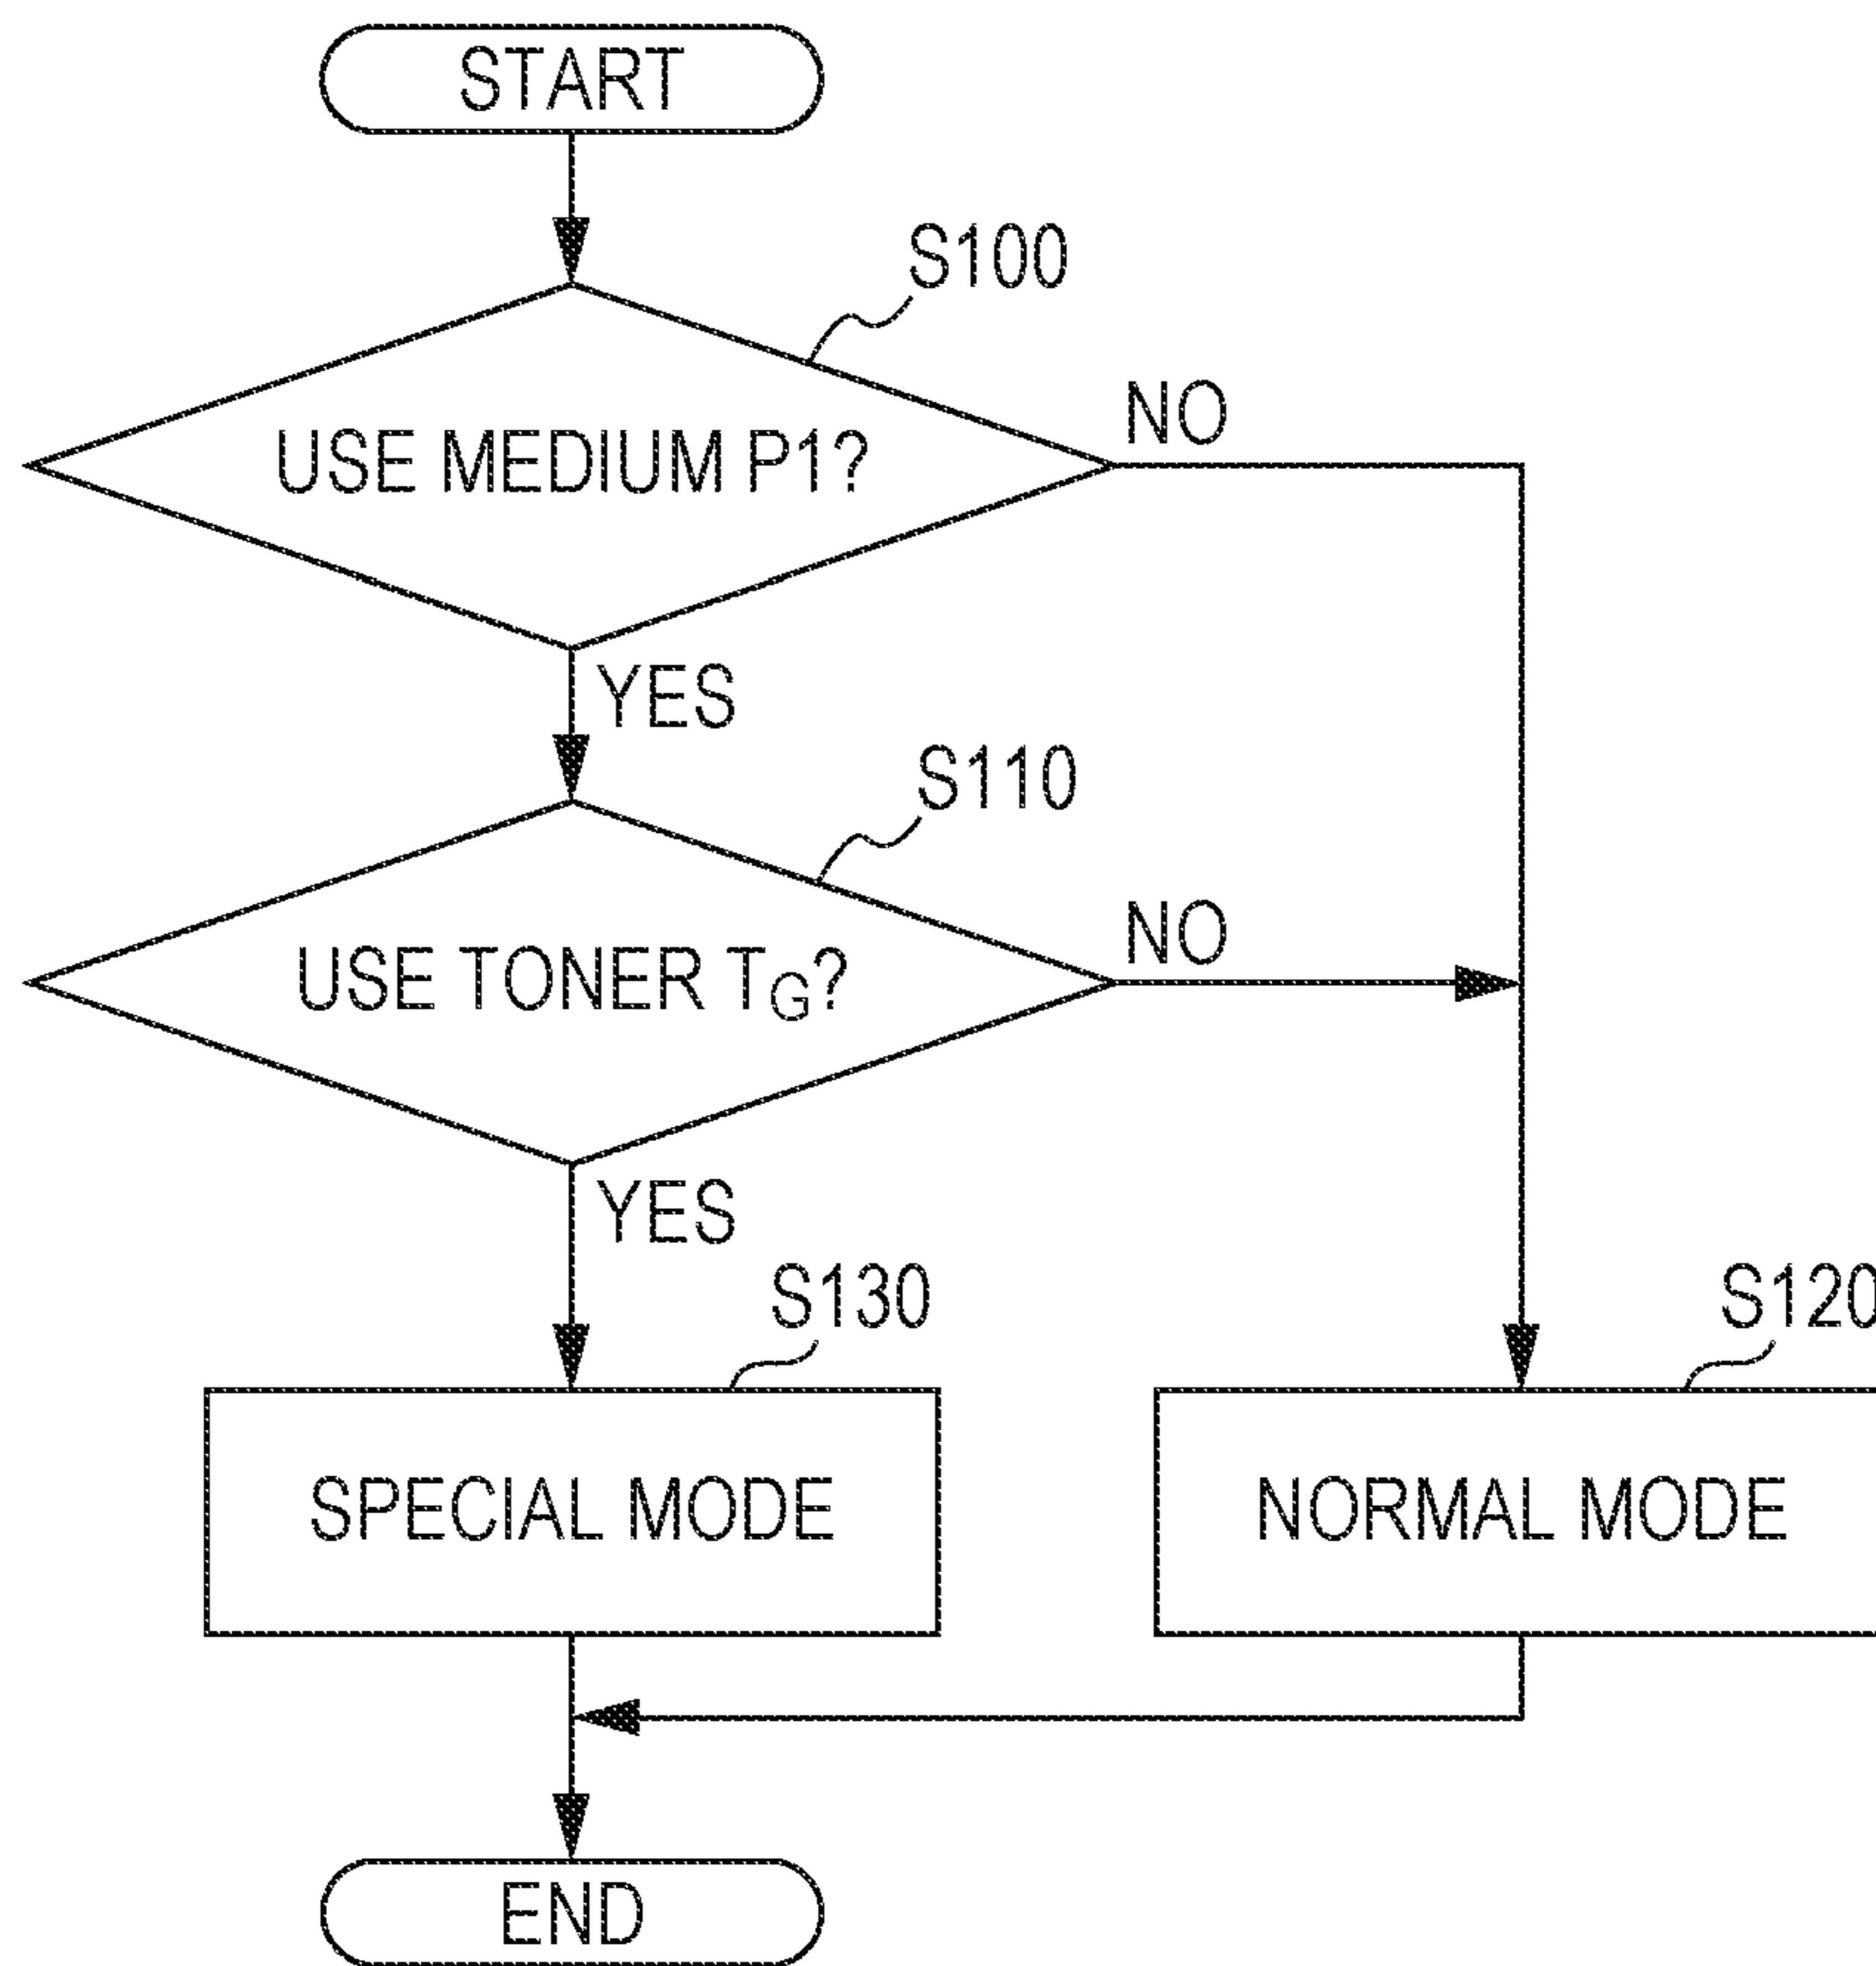 START
S100
NO
USE MEDIUM P1?
YES
S110
NO
USE TONER TG?
YES
S130
S120
SPECIAL MODE
NORMAL MODE
END